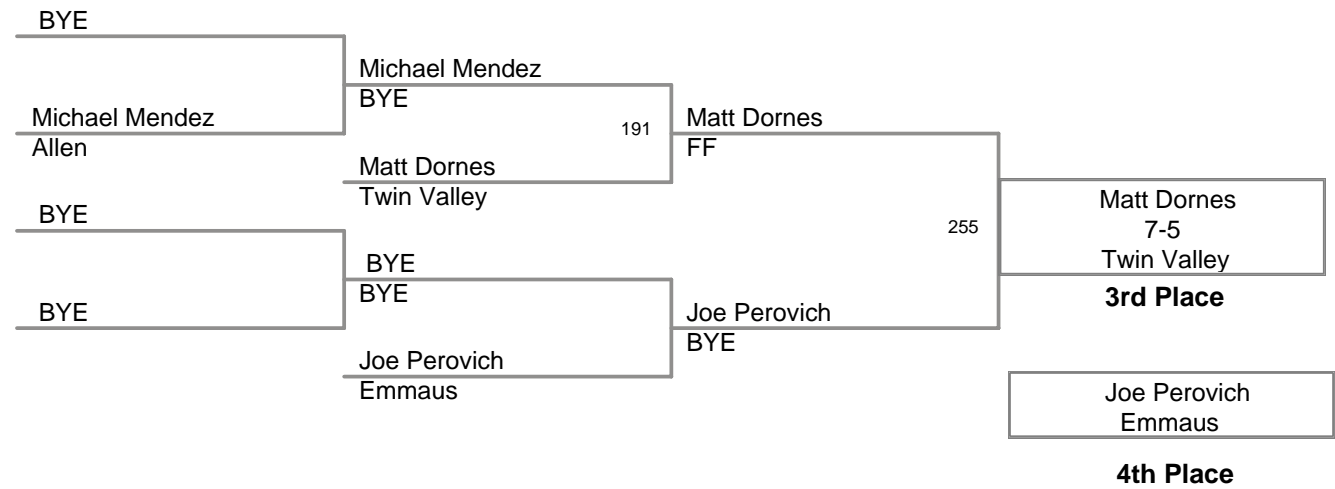 BYE
Michael Mendez
Allen
BYE
BYE
Michael Mendez
BYE
191
Matt Dornes
Twin Valley
BYE
BYE
Joe Perovich
Emmaus
Matt Dornes
FF
255
Joe Perovich
BYE
Matt Dornes
7-5
Twin Valley
3rd Place
Joe Perovich
Emmaus
4th Place